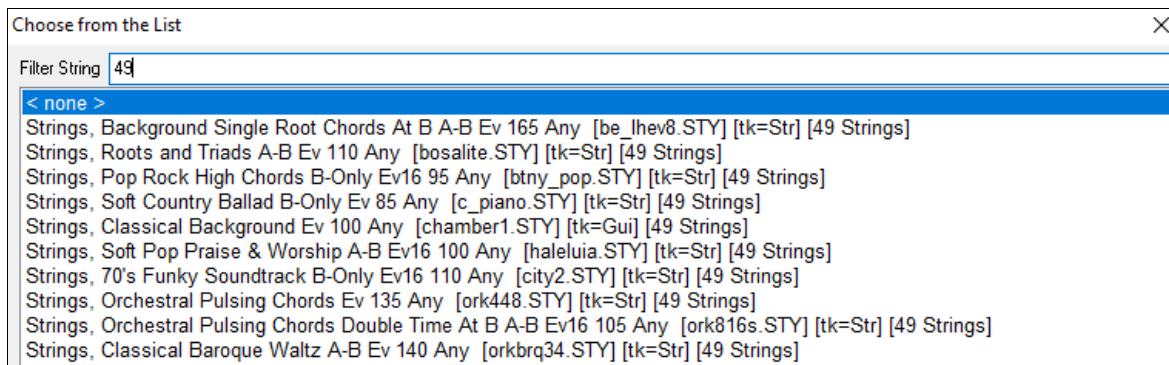 Choose from the List
Filter String 49
< none >
Strings, Background Single Root Chords At B A-B Ev 165 Any [be_lhev8.STY] [tk=Str] [49 Strings]
Strings, Roots and Triads A-B Ev 110 Any [bosalite.STY] [tk=Str] [49 Strings]
Strings, Pop Rock High Chords B-Only Ev16 95 Any [btny_pop.STY] [tk=Str] [49 Strings]
Strings, Soft Country Ballad B-Only Ev 85 Any [c_piano.STY] [tk=Str] [49 Strings]
Strings, Classical Background Ev 100 Any [chamber1.STY] [tk=Gui] [49 Strings]
Strings, Soft Pop Praise & Worship A-B Ev16 100 Any [haleluia.STY] [tk=Str] [49 Strings]
Strings, 70's Funky Soundtrack B-Only Ev16 110 Any [city2.STY] [tk=Str] [49 Strings]
Strings, Orchestral Pulsing Chords Ev 135 Any [ork448.STY] [tk=Str] [49 Strings]
Strings, Orchestral Pulsing Chords Double Time At B A-B Ev16 105 Any [ork816s.STY] [tk=Str] [49 Strings]
Strings, Classical Baroque Waltz A-B Ev 140 Any [orkbrq34.STY] [tk=Str] [49 Strings]